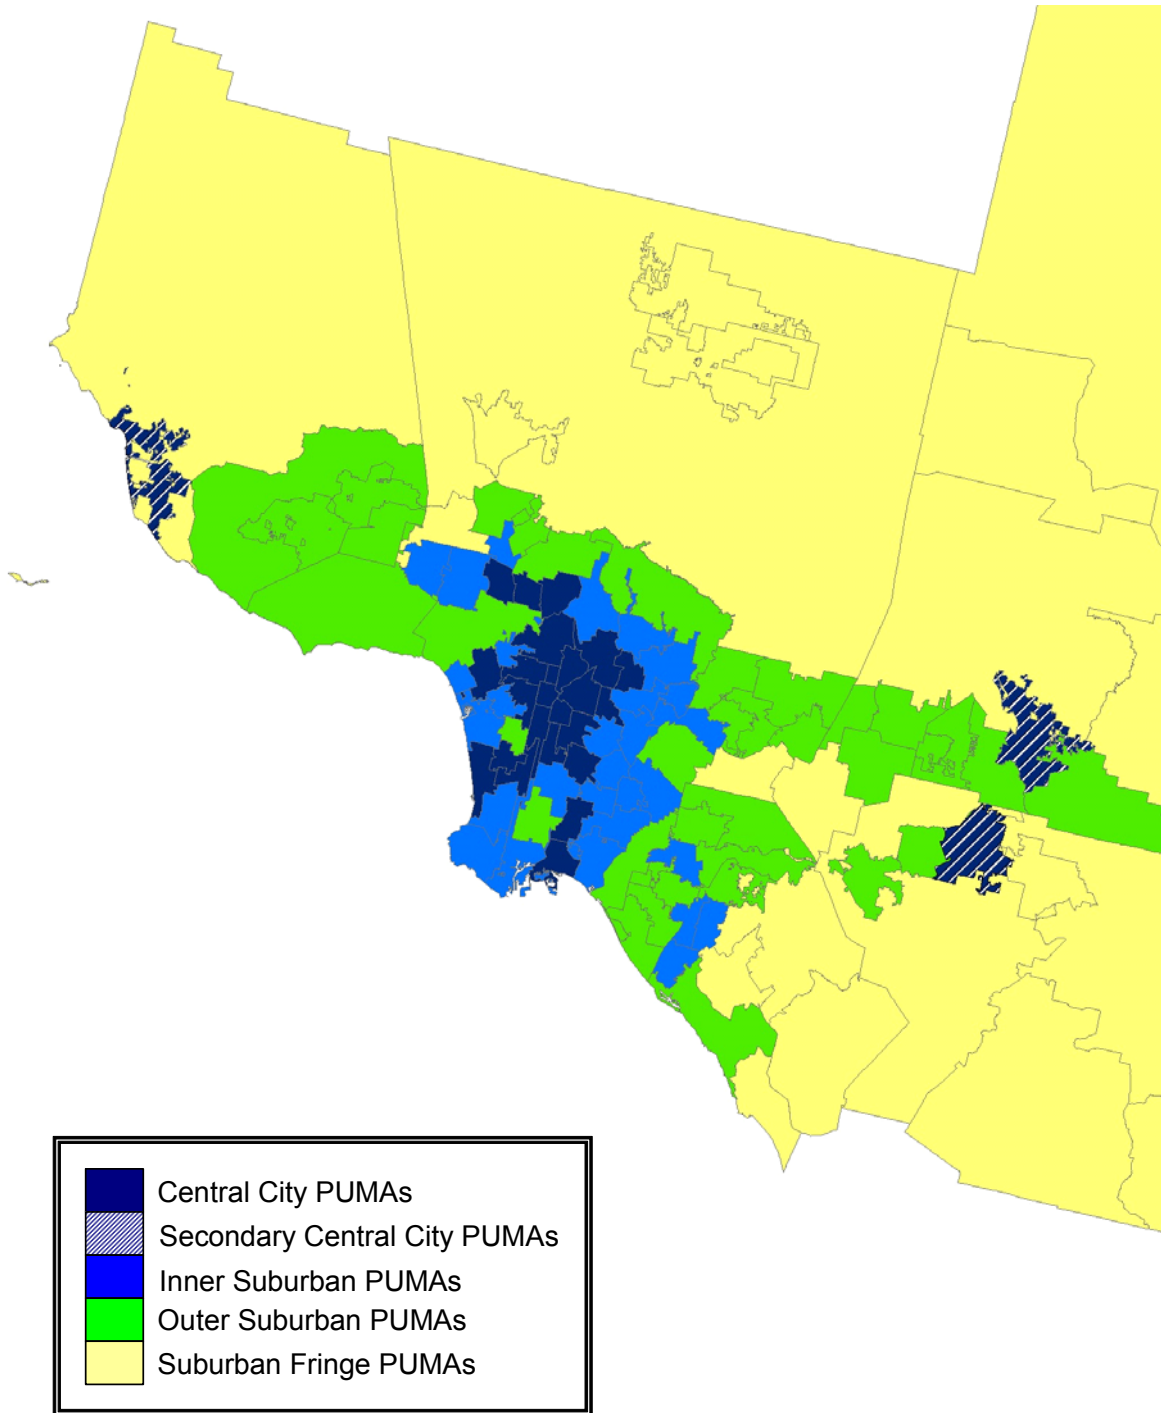 Central City PUMAs
Secondary Central City PUMAs
Inner Suburban PUMAs
Outer Suburban PUMAs
Suburban Fringe PUMAs